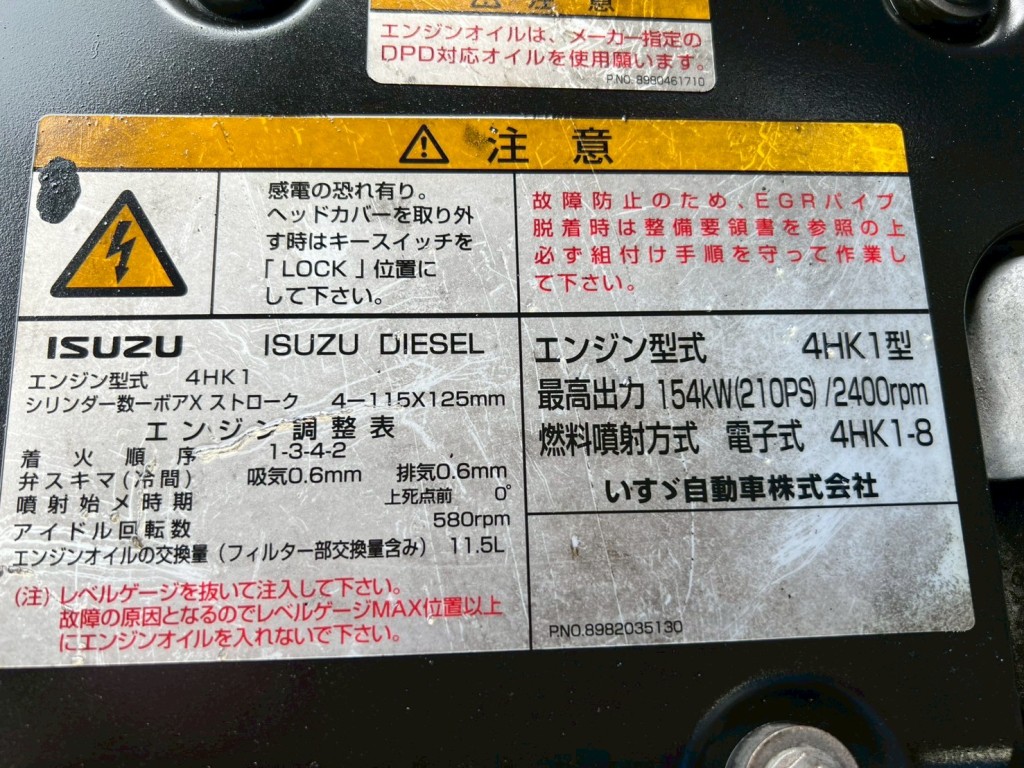 ⚠ 注意
エンジンオイルは、メーカー指定の
DPD対応オイルを使用願います。
P.NO. 8980461710
⚠ 注意
感電の恐れ有り。
ヘッドカバーを取り外
す時はキースイッチを
「LOCK」位置に
して下さい。
故障防止のため、EGRパイプ
脱着時は整備要領書を参照の上
必ず組付け手順を守って作業し
て下さい。
ISUZU ISUZU DIESEL
エンジン型式 4HK1
シリンダー数ーボアX ストローク 4-115X125mm
エンジン調整表
着火順序 1-3-4-2
弁スキマ(冷間) 吸気0.6mm 排気0.6mm
噴射始メ時期 上死点前 0°
アイドル回転数 580rpm
エンジンオイルの交換量(フィルター部交換量含み) 11.5L
(注)レベルゲージを抜いて注入して下さい。
故障の原因となるのでレベルゲージMAX位置以上
にエンジンオイルを入れないで下さい。
エンジン型式 4HK1型
最高出力 154kW(210PS)/2400rpm
燃料噴射方式 電子式 4HK1-8
いすゞ自動車株式会社
P.NO.8982035130